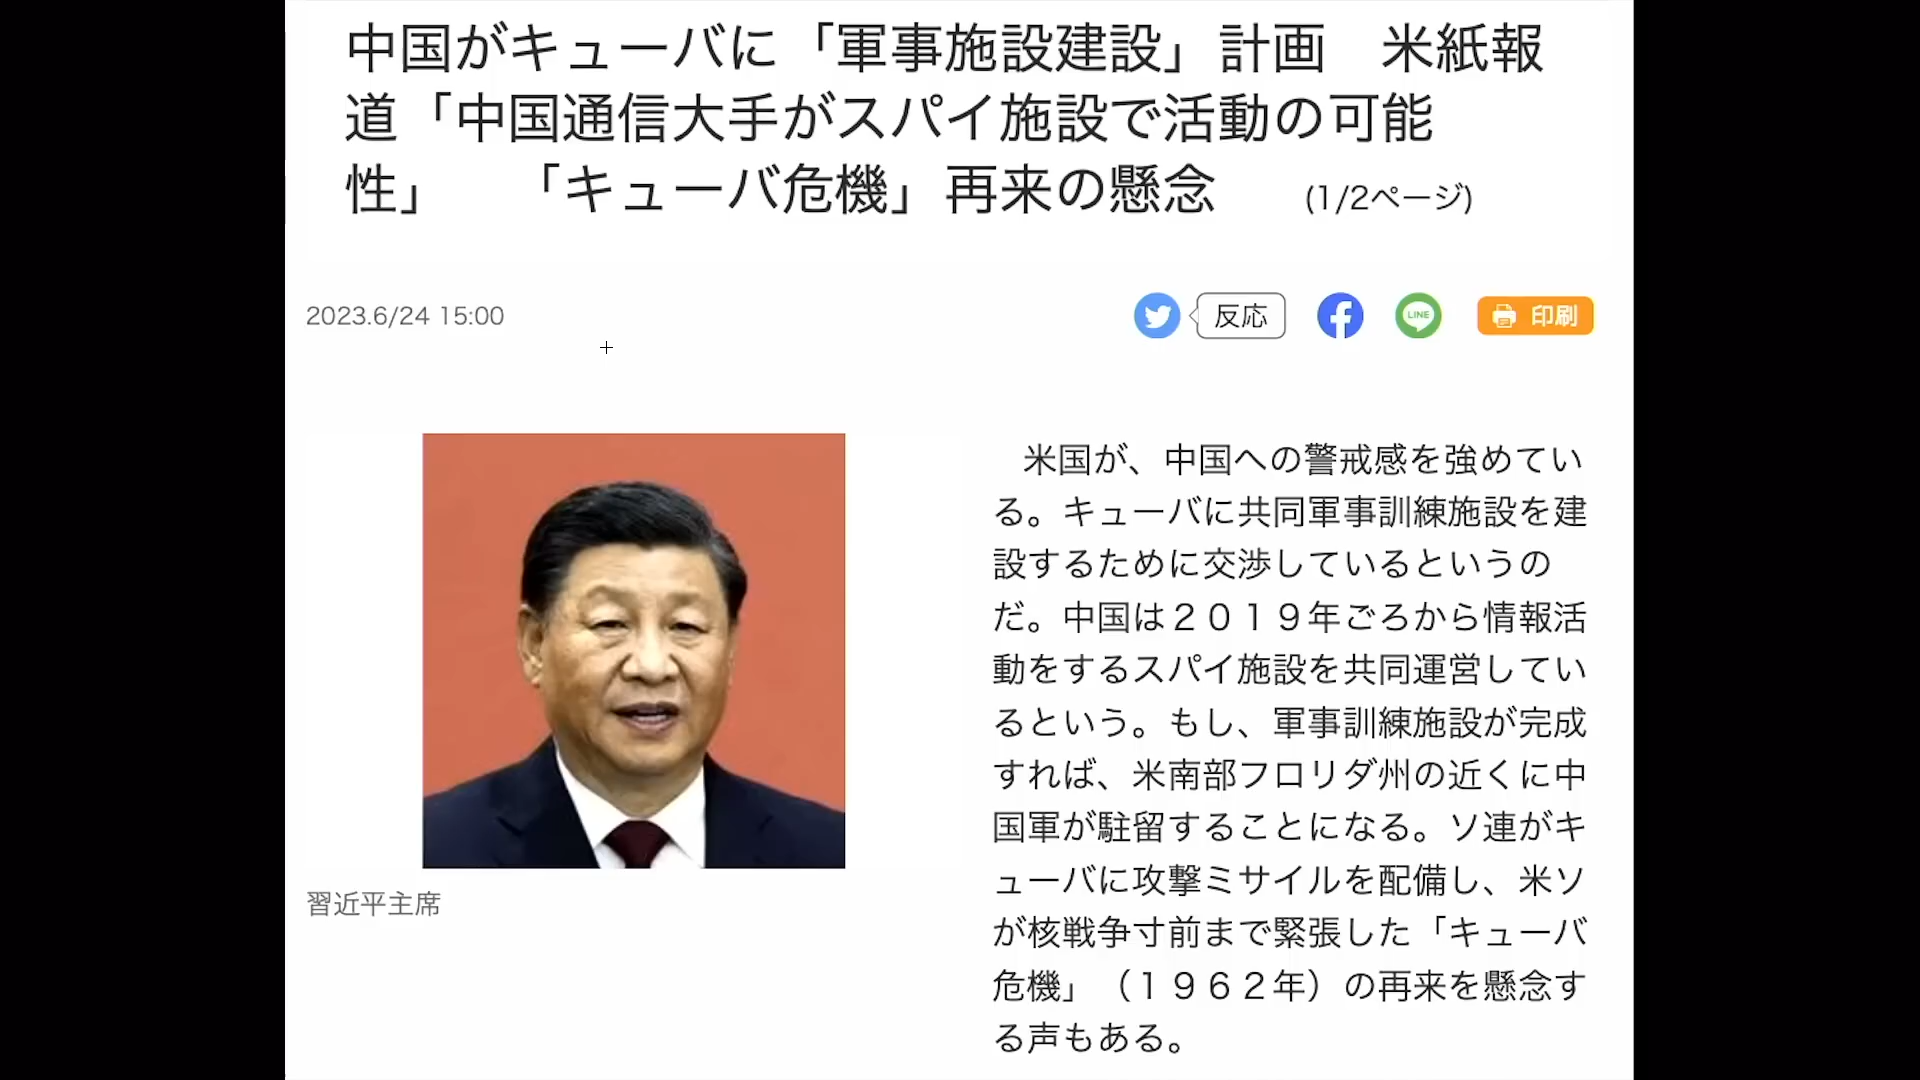 中国がキューバに「軍事施設建設」計画　米紙報
道「中国通信大手がスパイ施設で活動の可能
性」　「キューバ危機」再来の懸念　(1/2ページ)
2023.6/24 15:00
反応
LINE
印刷
習近平主席
米国が、中国への警戒感を強めてい
る。キューバに共同軍事訓練施設を建
設するために交渉しているというの
だ。中国は２０１９年ごろから情報活
動をするスパイ施設を共同運営してい
るという。もし、軍事訓練施設が完成
すれば、米南部フロリダ州の近くに中
国軍が駐留することになる。ソ連がキ
ューバに攻撃ミサイルを配備し、米ソ
が核戦争寸前まで緊張した「キューバ
危機」（１９６２年）の再来を懸念す
る声もある。